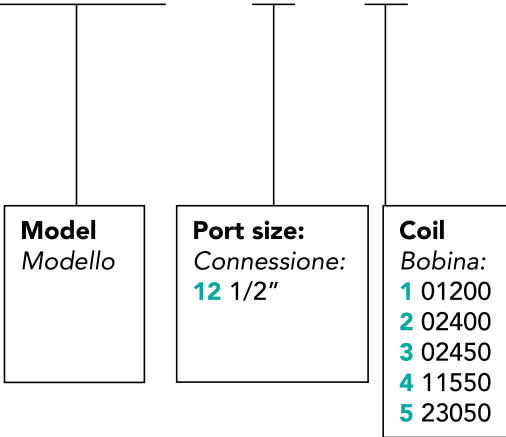 Model
Modello
Port size:
Connessione:
12 1/2”
Coil
Bobina:
1 01200
2 02400
3 02450
4 11550
5 23050